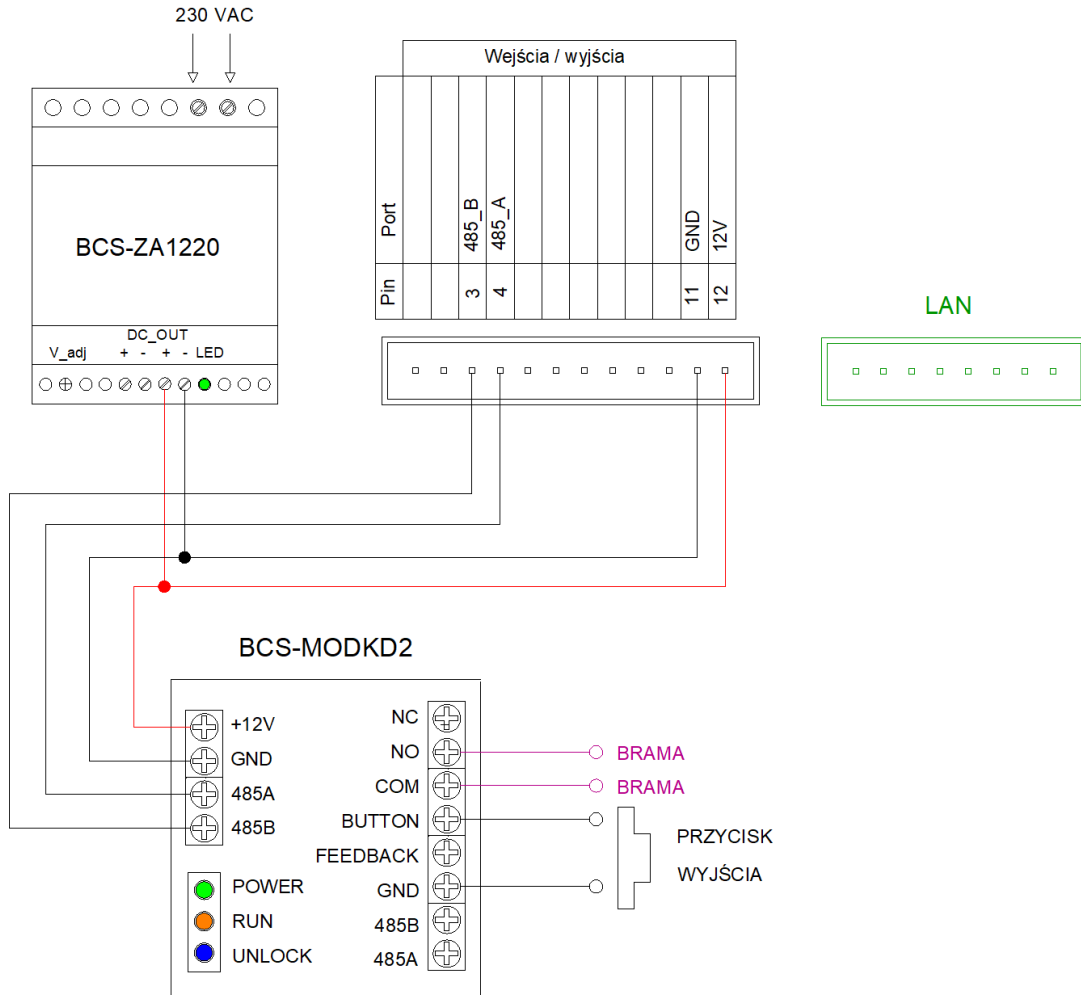 230 VAC
Wejścia / wyjścia
Port
485_B
485_A
GND
12V
Pin
3
4
11
12
BCS-ZA1220
DC_OUT
V_adj + - + - LED
LAN
BCS-MODKD2
+12V
GND
485A
485B
POWER
RUN
UNLOCK
NC
NO
COM
BUTTON
FEEDBACK
GND
485B
485A
BRAMA
BRAMA
PRZYCISK
WYJŚCIA